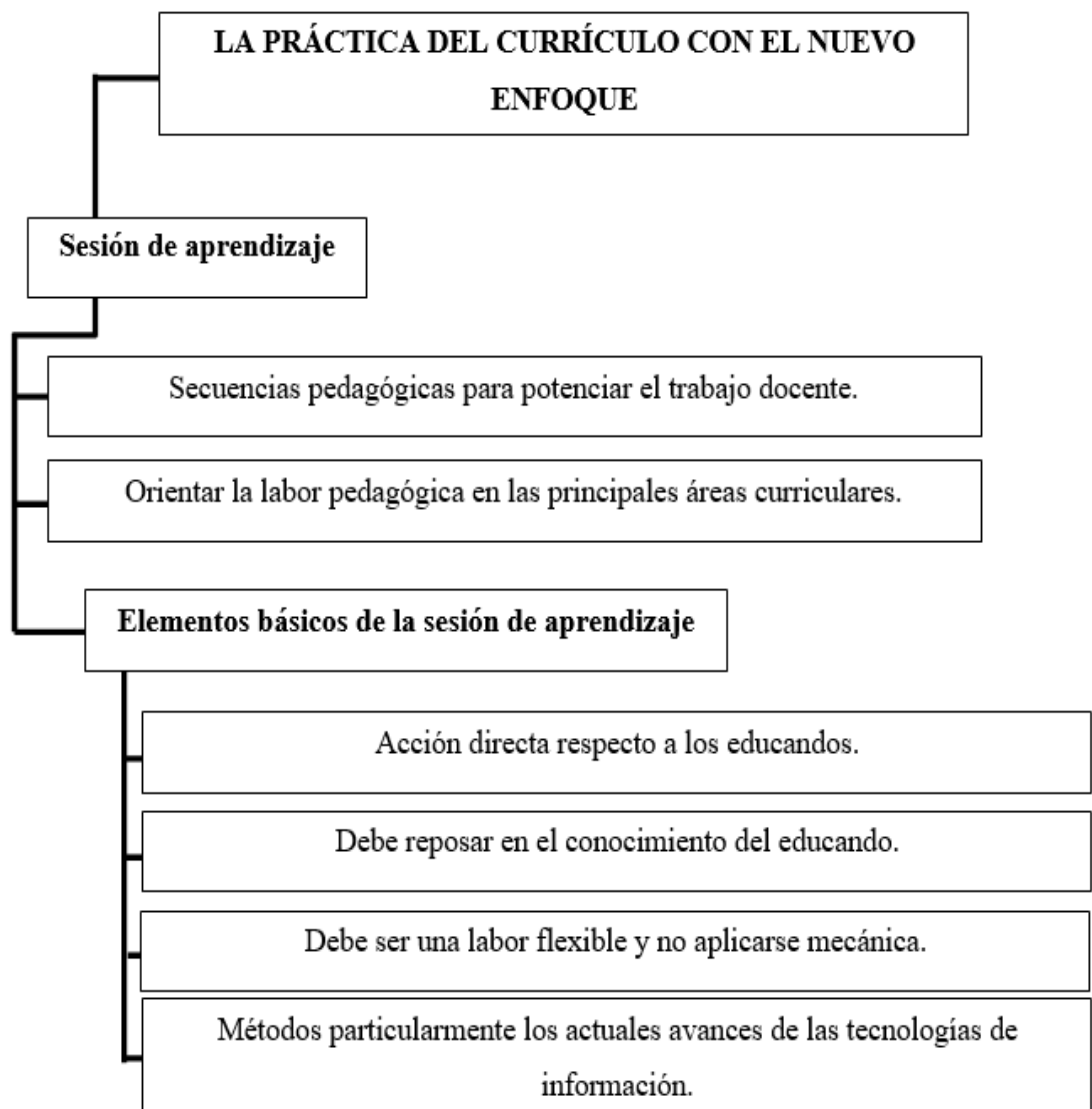 LA PRÁCTICA DEL CURRÍCULO CON EL NUEVO
ENFOQUE
Sesión de aprendizaje
Secuencias pedagógicas para potenciar el trabajo docente.
Orientar la labor pedagógica en las principales áreas curriculares.
Elementos básicos de la sesión de aprendizaje
Acción directa respecto a los educandos.
Debe reposar en el conocimiento del educando.
Debe ser una labor flexible y no aplicarse mecánica.
Métodos particularmente los actuales avances de las tecnologías de
información.